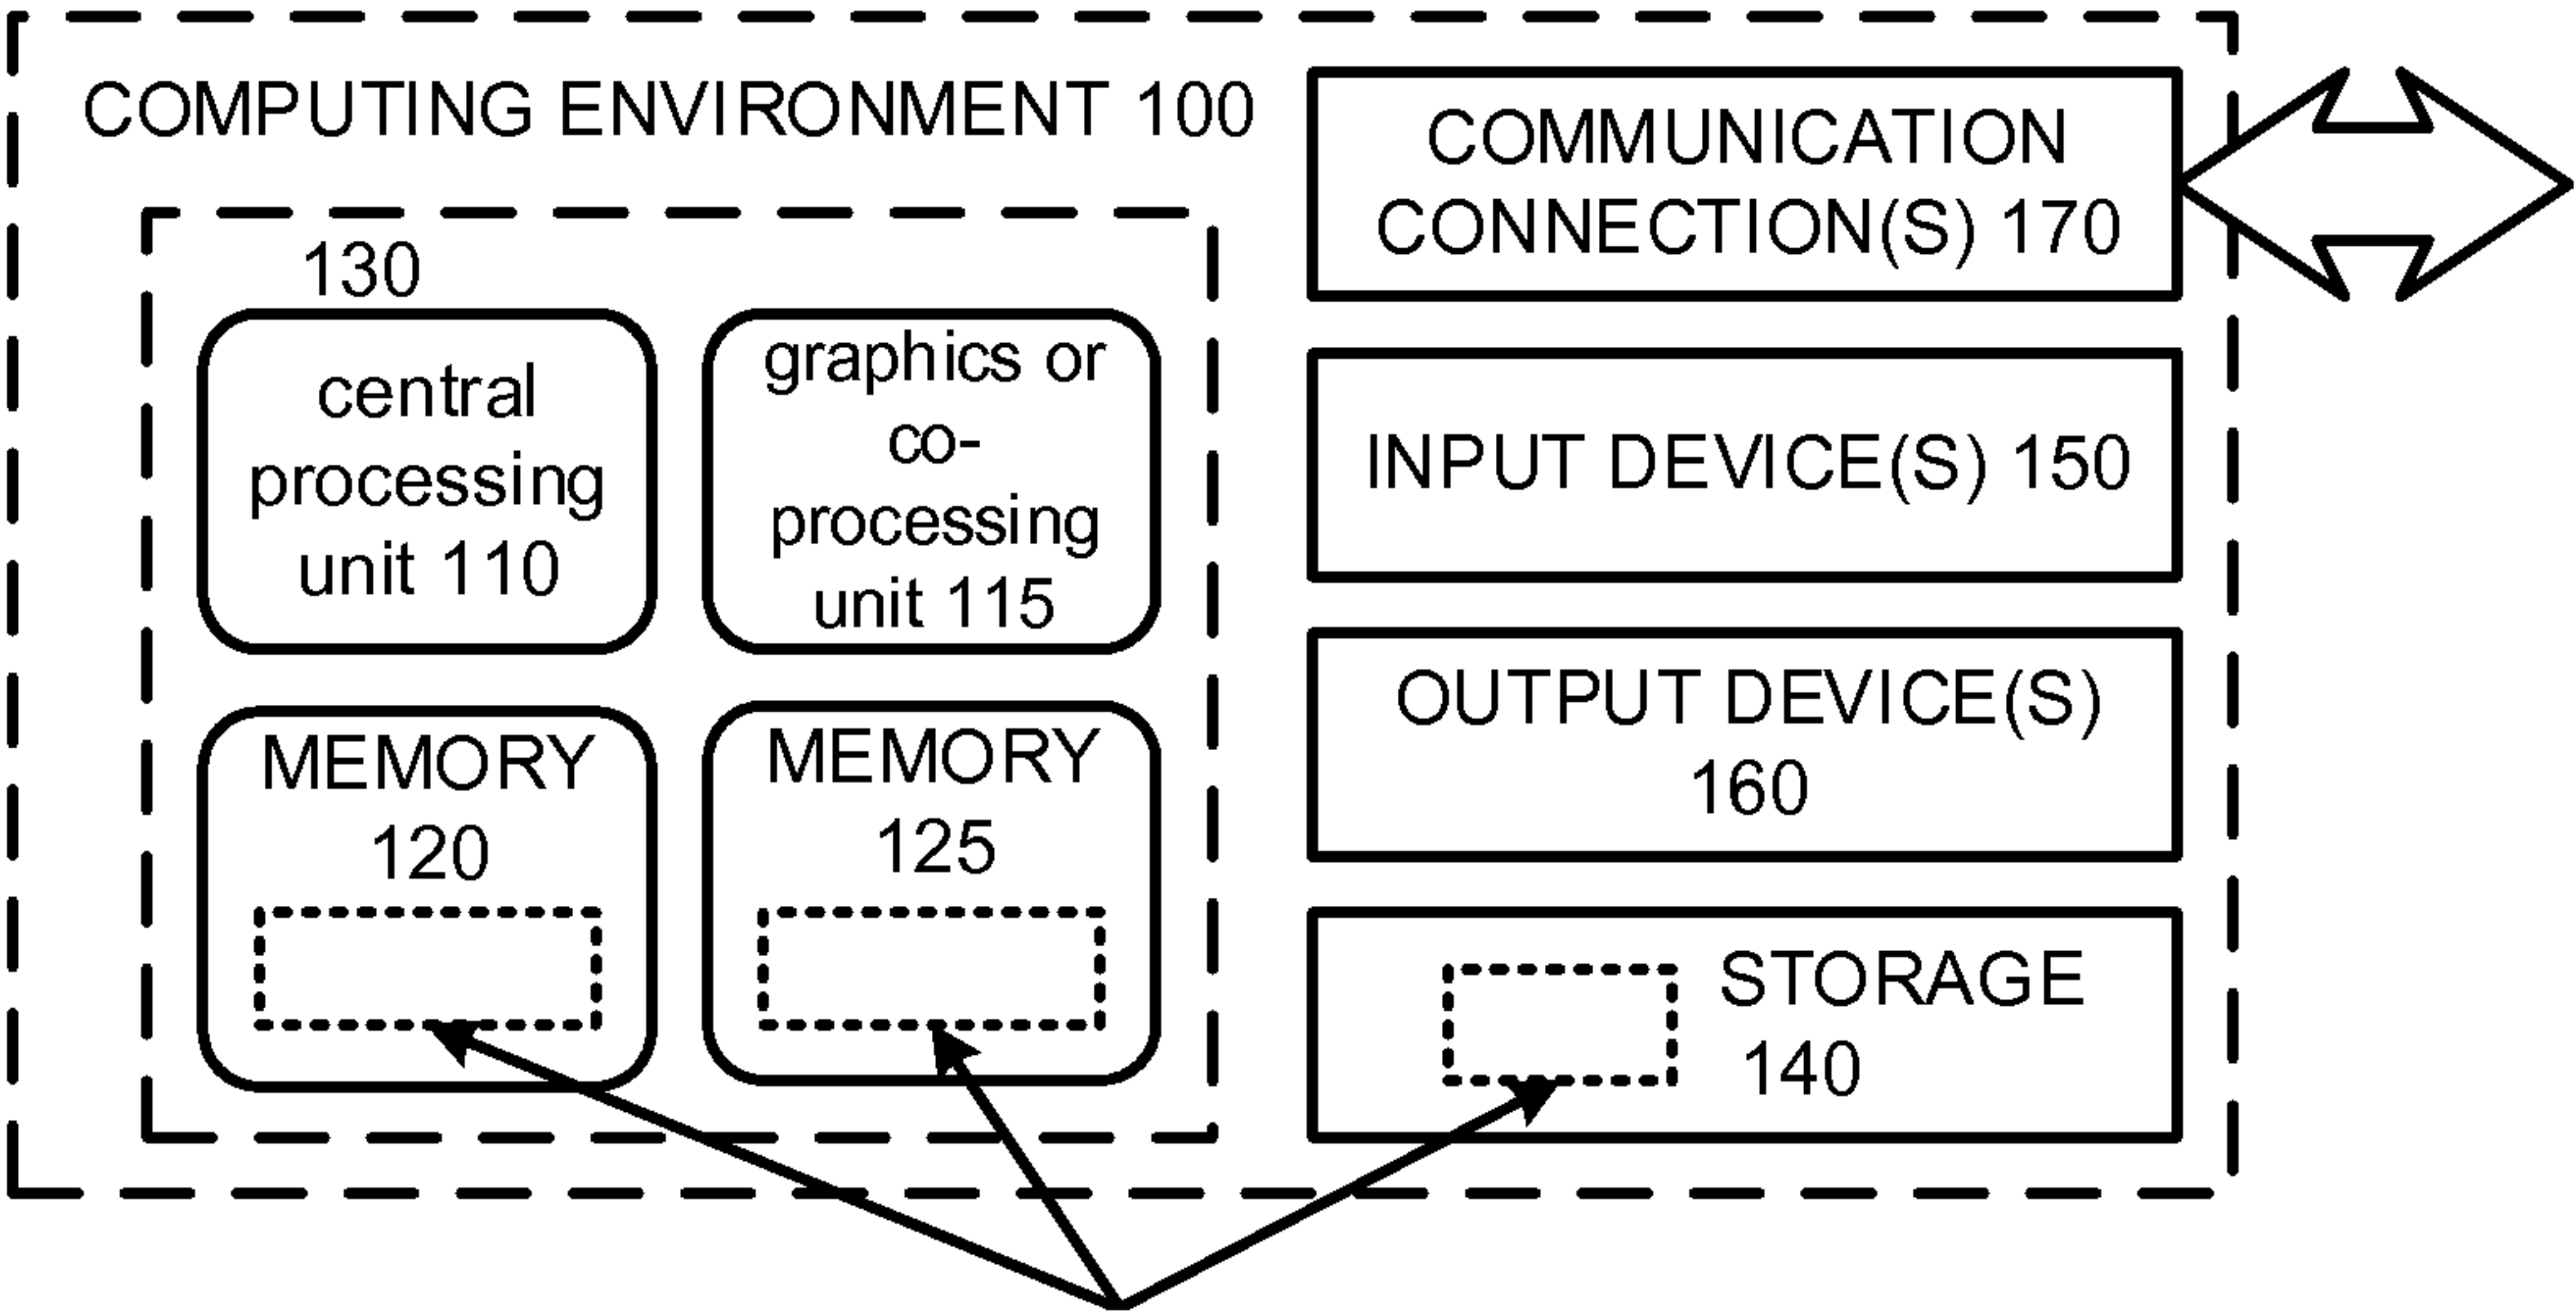 COMPUTING ENVIRONMENT 100
130
central
processing
unit 110
graphics or
co-
processing
unit 115
MEMORY
120
MEMORY
125
COMMUNICATION
CONNECTION(S) 170
INPUT DEVICE(S) 150
OUTPUT DEVICE(S)
160
STORAGE
140